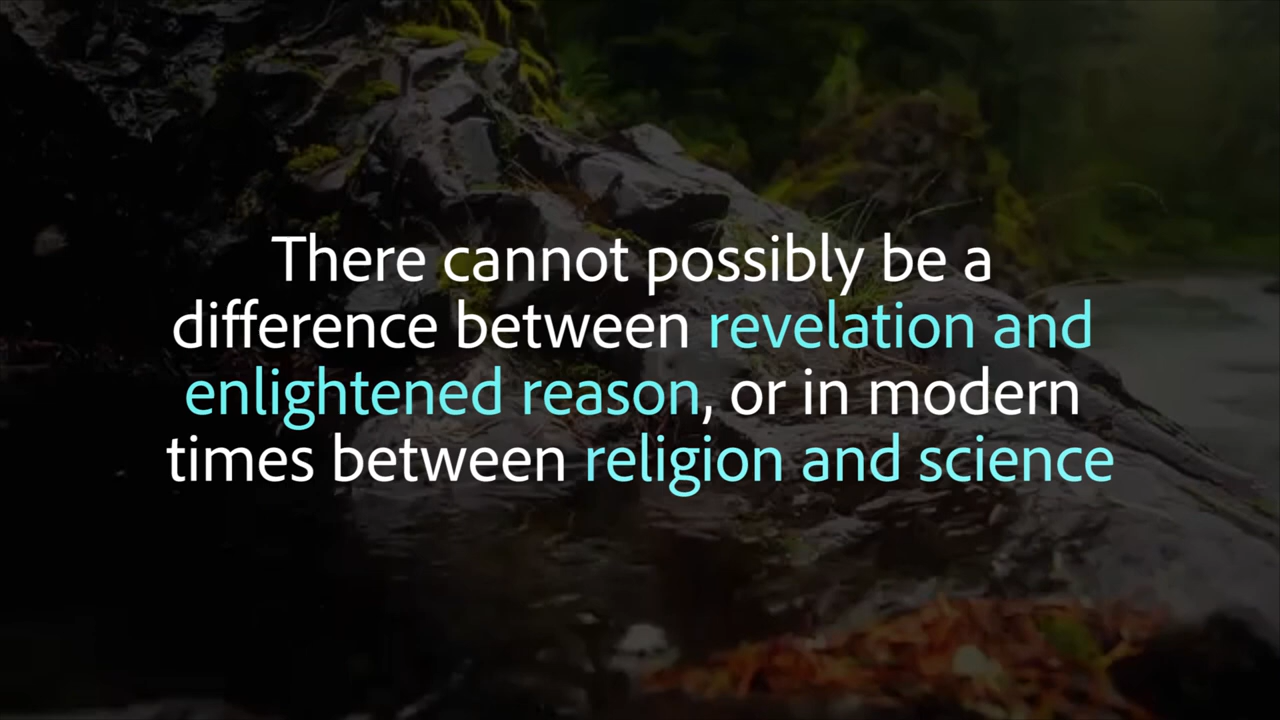 There cannot possibly be a
difference between revelation and
enlightened reason, or in modern
times between religion and science